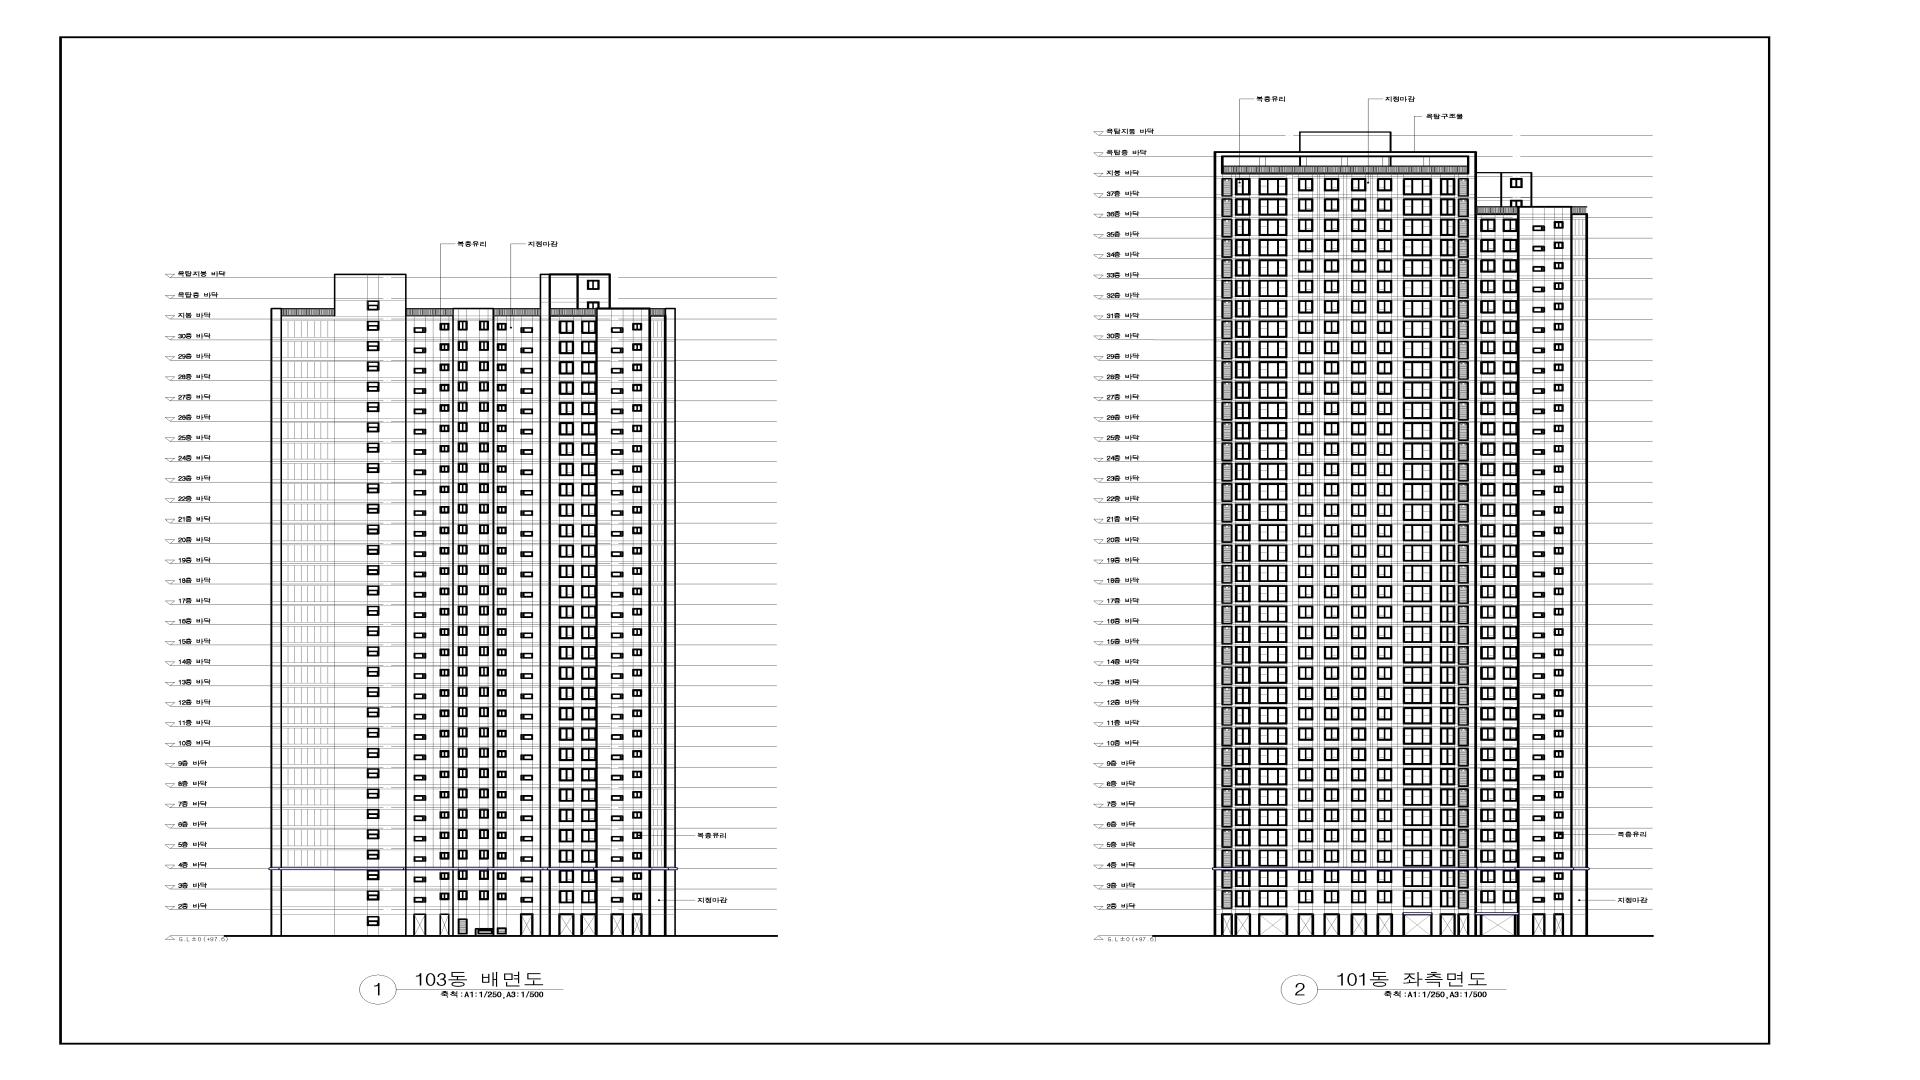 복층유리
지정마감
옥탑지붕 바닥
옥탑층 바닥
지붕 바닥
30층 바닥
29층 바닥
28층 바닥
27층 바닥
26층 바닥
25층 바닥
24층 바닥
23층 바닥
22층 바닥
21층 바닥
20층 바닥
19층 바닥
18층 바닥
17층 바닥
16층 바닥
15층 바닥
14층 바닥
13층 바닥
12층 바닥
11층 바닥
10층 바닥
9층 바닥
8층 바닥
7층 바닥
6층 바닥
복층유리
5층 바닥
4층 바닥
3층 바닥
2층 바닥
지정마감
G.L ±0(+97.6)
1
103동 배면도
축척 : A1: 1/250, A3: 1/500
복층유리
지정마감
옥탑구조물
옥탑지붕 바닥
옥탑층 바닥
지붕 바닥
37층 바닥
36층 바닥
35층 바닥
34층 바닥
33층 바닥
32층 바닥
31층 바닥
30층 바닥
29층 바닥
28층 바닥
27층 바닥
26층 바닥
25층 바닥
24층 바닥
23층 바닥
22층 바닥
21층 바닥
20층 바닥
19층 바닥
18층 바닥
17층 바닥
16층 바닥
15층 바닥
14층 바닥
13층 바닥
12층 바닥
11층 바닥
10층 바닥
9층 바닥
8층 바닥
7층 바닥
6층 바닥
복층유리
5층 바닥
4층 바닥
3층 바닥
2층 바닥
지정마감
G.L ±0(+97.6)
2
101동 좌측면도
축척 : A1: 1/250, A3: 1/500